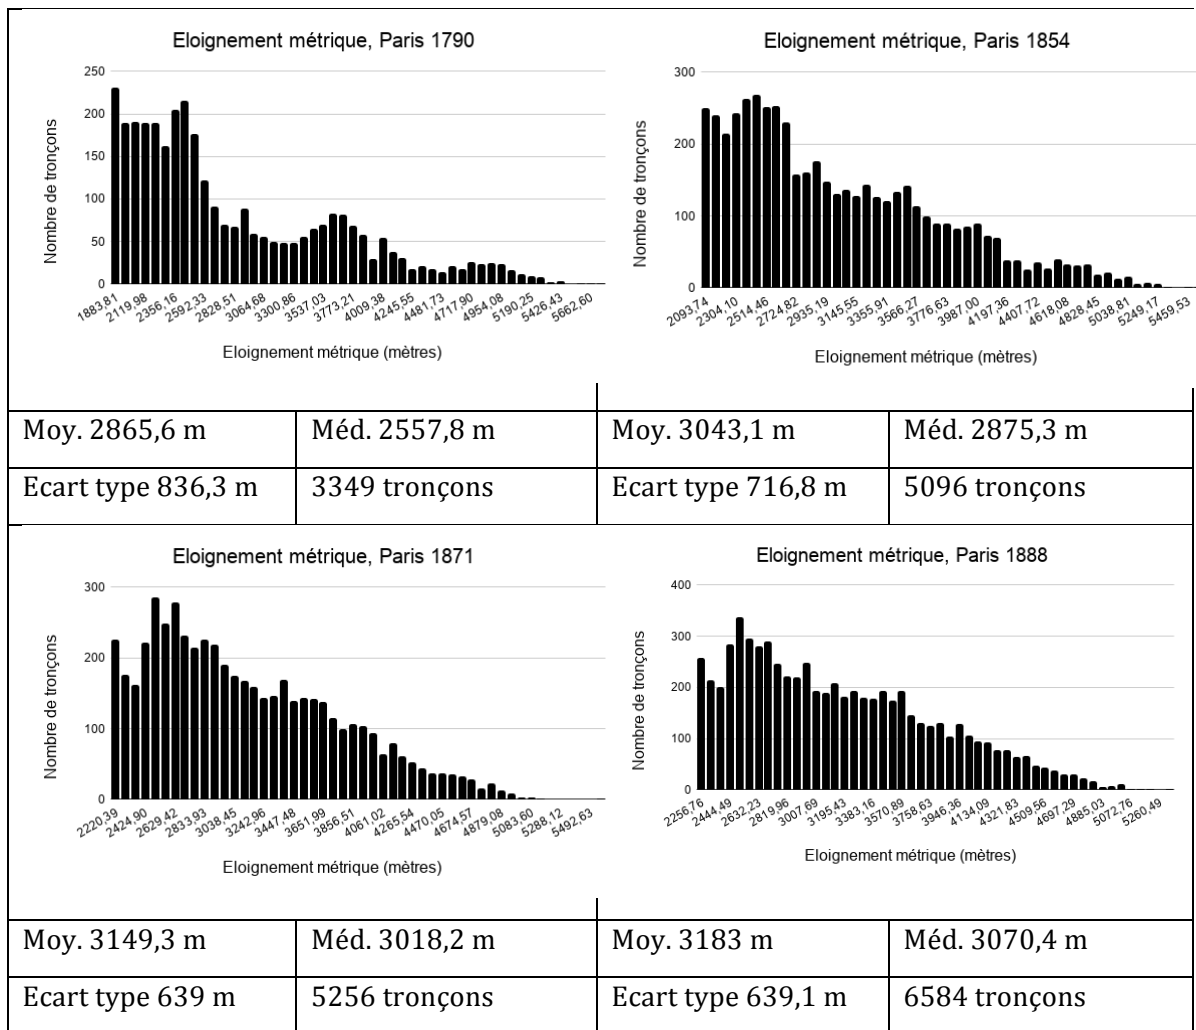 Eloignement métrique, Paris 1790
250
200
150
100
50
0
Nombre de tronçons
1883,81 2119,98 2356,16 2592,33 2828,51 3064,68 3300,86 3537,03 3773,21 4009,38 4245,55 4481,73 4717,90 4954,08 5190,25 5426,43 5662,60
Eloignement métrique (mètres)
Eloignement métrique, Paris 1854
300
200
100
0
Nombre de tronçons
2093,74 2304,10 2514,46 2724,82 2935,19 3145,55 3355,91 3566,27 3776,63 3987,00 4197,36 4407,72 4618,08 4828,45 5038,81 5249,17 5459,53
Eloignement métrique (mètres)
Moy. 2865,6 m Méd. 2557,8 m Moy. 3043,1 m Méd. 2875,3 m
Ecart type 836,3 m 3349 tronçons Ecart type 716,8 m 5096 tronçons
Eloignement métrique, Paris 1871
300
200
100
0
Nombre de tronçons
2220,39 2424,90 2629,42 2833,93 3038,45 3242,96 3447,48 3651,99 3856,51 4061,02 4265,54 4470,05 4674,57 4879,08 5083,60 5288,12 5492,63
Eloignement métrique (mètres)
Eloignement métrique, Paris 1888
400
300
200
100
0
Nombre de tronçons
2256,76 2444,49 2632,23 2819,96 3007,69 3195,43 3383,16 3570,89 3758,63 3946,36 4134,09 4321,83 4509,56 4697,29 4885,03 5072,76 5260,49
Eloignement métrique (mètres)
Moy. 3149,3 m Méd. 3018,2 m Moy. 3183 m Méd. 3070,4 m
Ecart type 639 m 5256 tronçons Ecart type 639,1 m 6584 tronçons